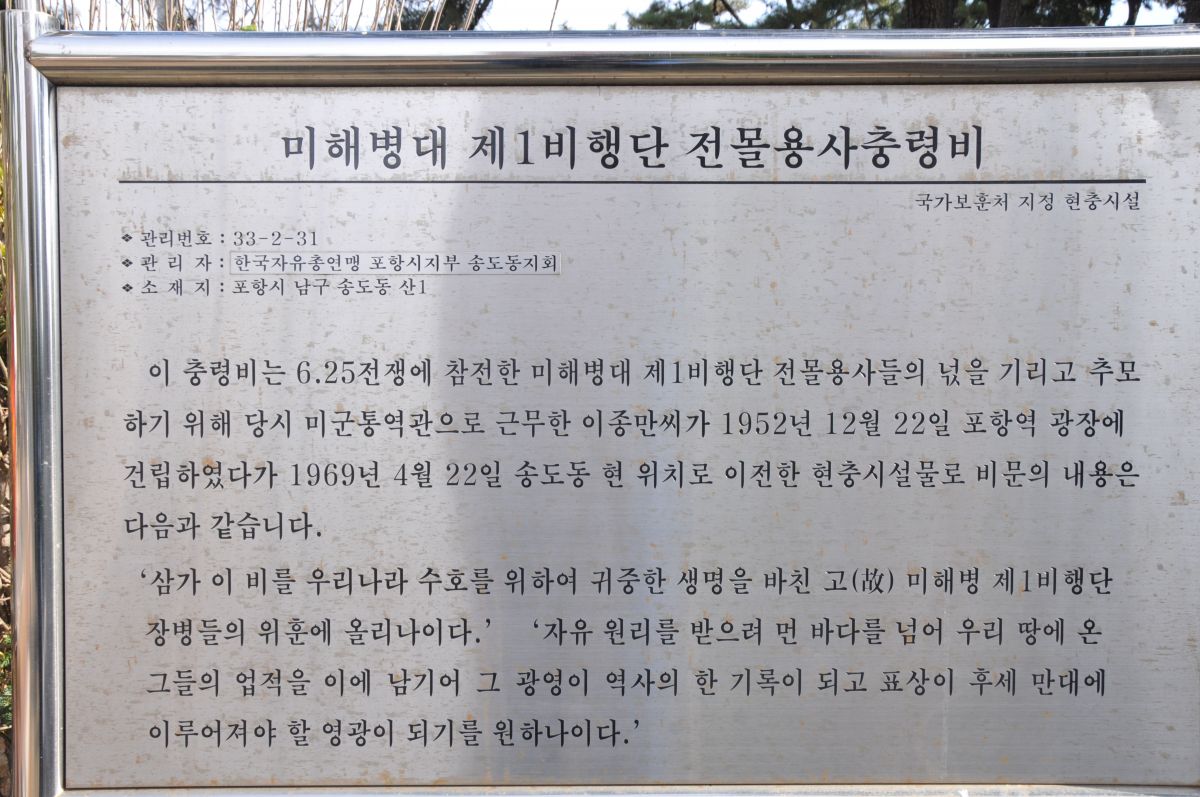 미해병대 제1비행단 전몰용사충령비
국가보훈처 지정 현충시설
❖ 관리번호 : 33-2-31
❖ 관 리 자 : 한국자유총연맹 포항시지부 송도동지회
❖ 소 재 지 : 포항시 남구 송도동 산1
이 충령비는 6.25전쟁에 참전한 미해병대 제1비행단 전몰용사들의 넋을 기리고 추모
하기 위해 당시 미군통역관으로 근무한 이종만씨가 1952년 12월 22일 포항역 광장에
건립하였다가 1969년 4월 22일 송도동 현 위치로 이전한 현충시설물로 비문의 내용은
다음과 같습니다.
‘삼가 이 비를 우리나라 수호를 위하여 귀중한 생명을 바친 고(故) 미해병 제1비행단
장병들의 위훈에 올리나이다.’ ‘자유 원리를 받으려 먼 바다를 넘어 우리 땅에 온
그들의 업적을 이에 남기어 그 광영이 역사의 한 기록이 되고 표상이 후세 만대에
이루어져야 할 영광이 되기를 원하나이다.’